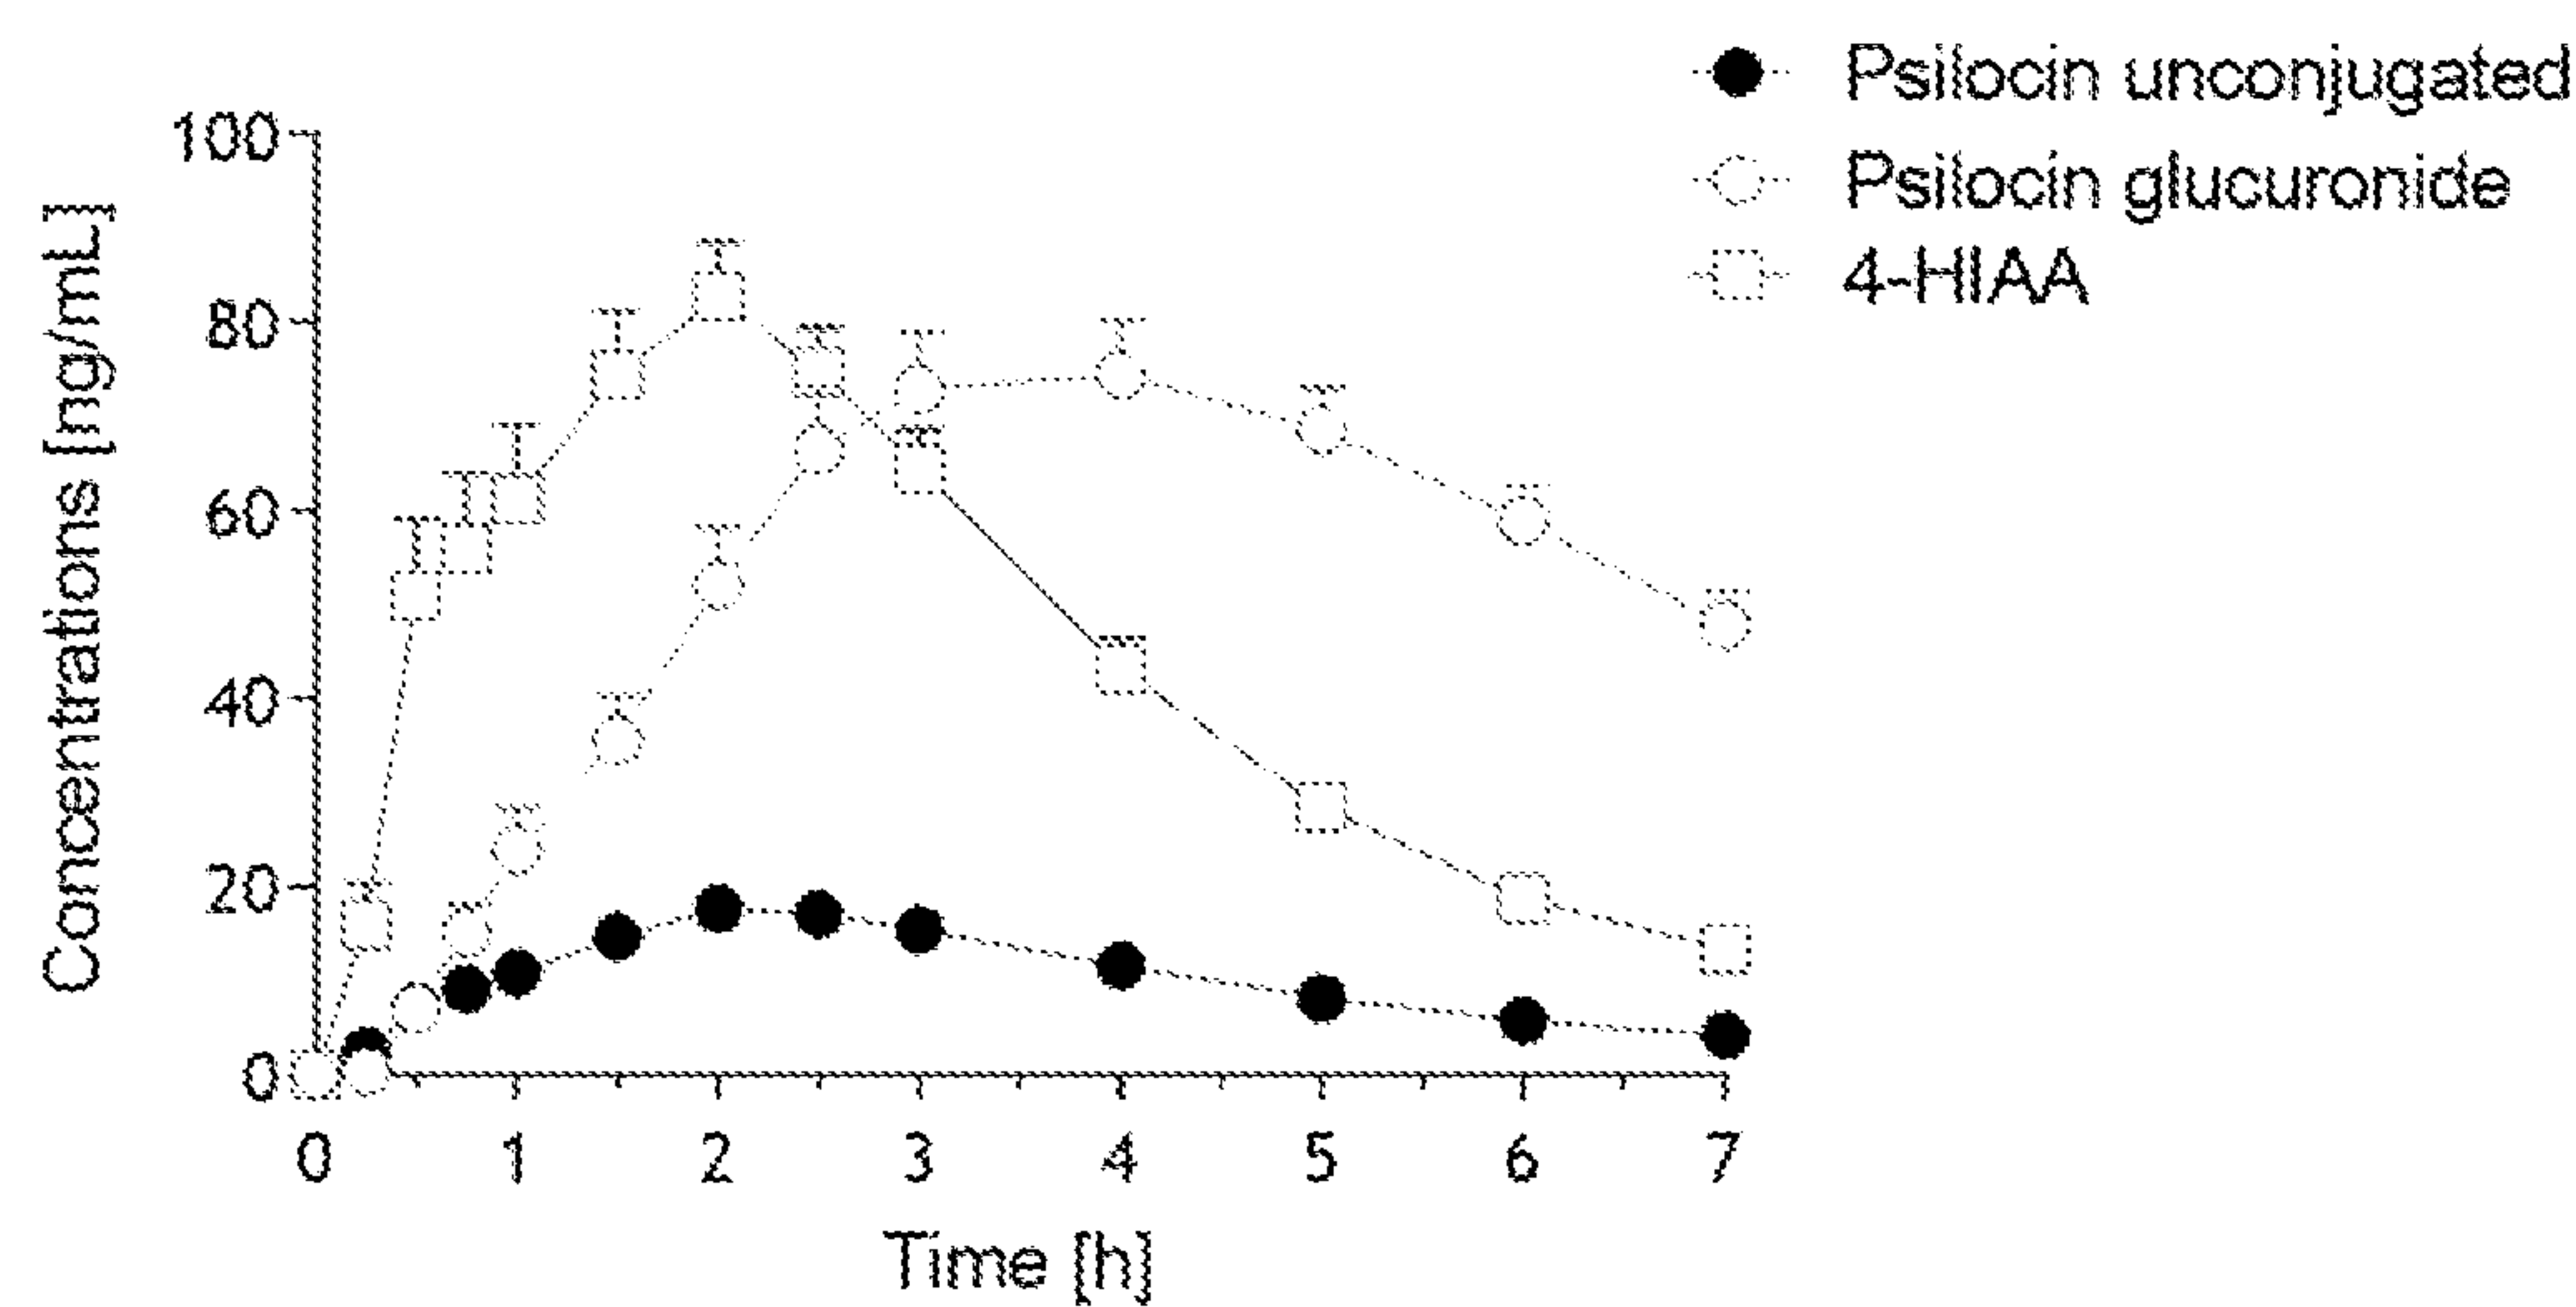 Psilocin unconjugated
Psilocin glucuronide
4-HIAA
Concentrations [ng/mL]
100
80
60
40
20
0
0 1 2 3 4 5 6 7
Time [h]